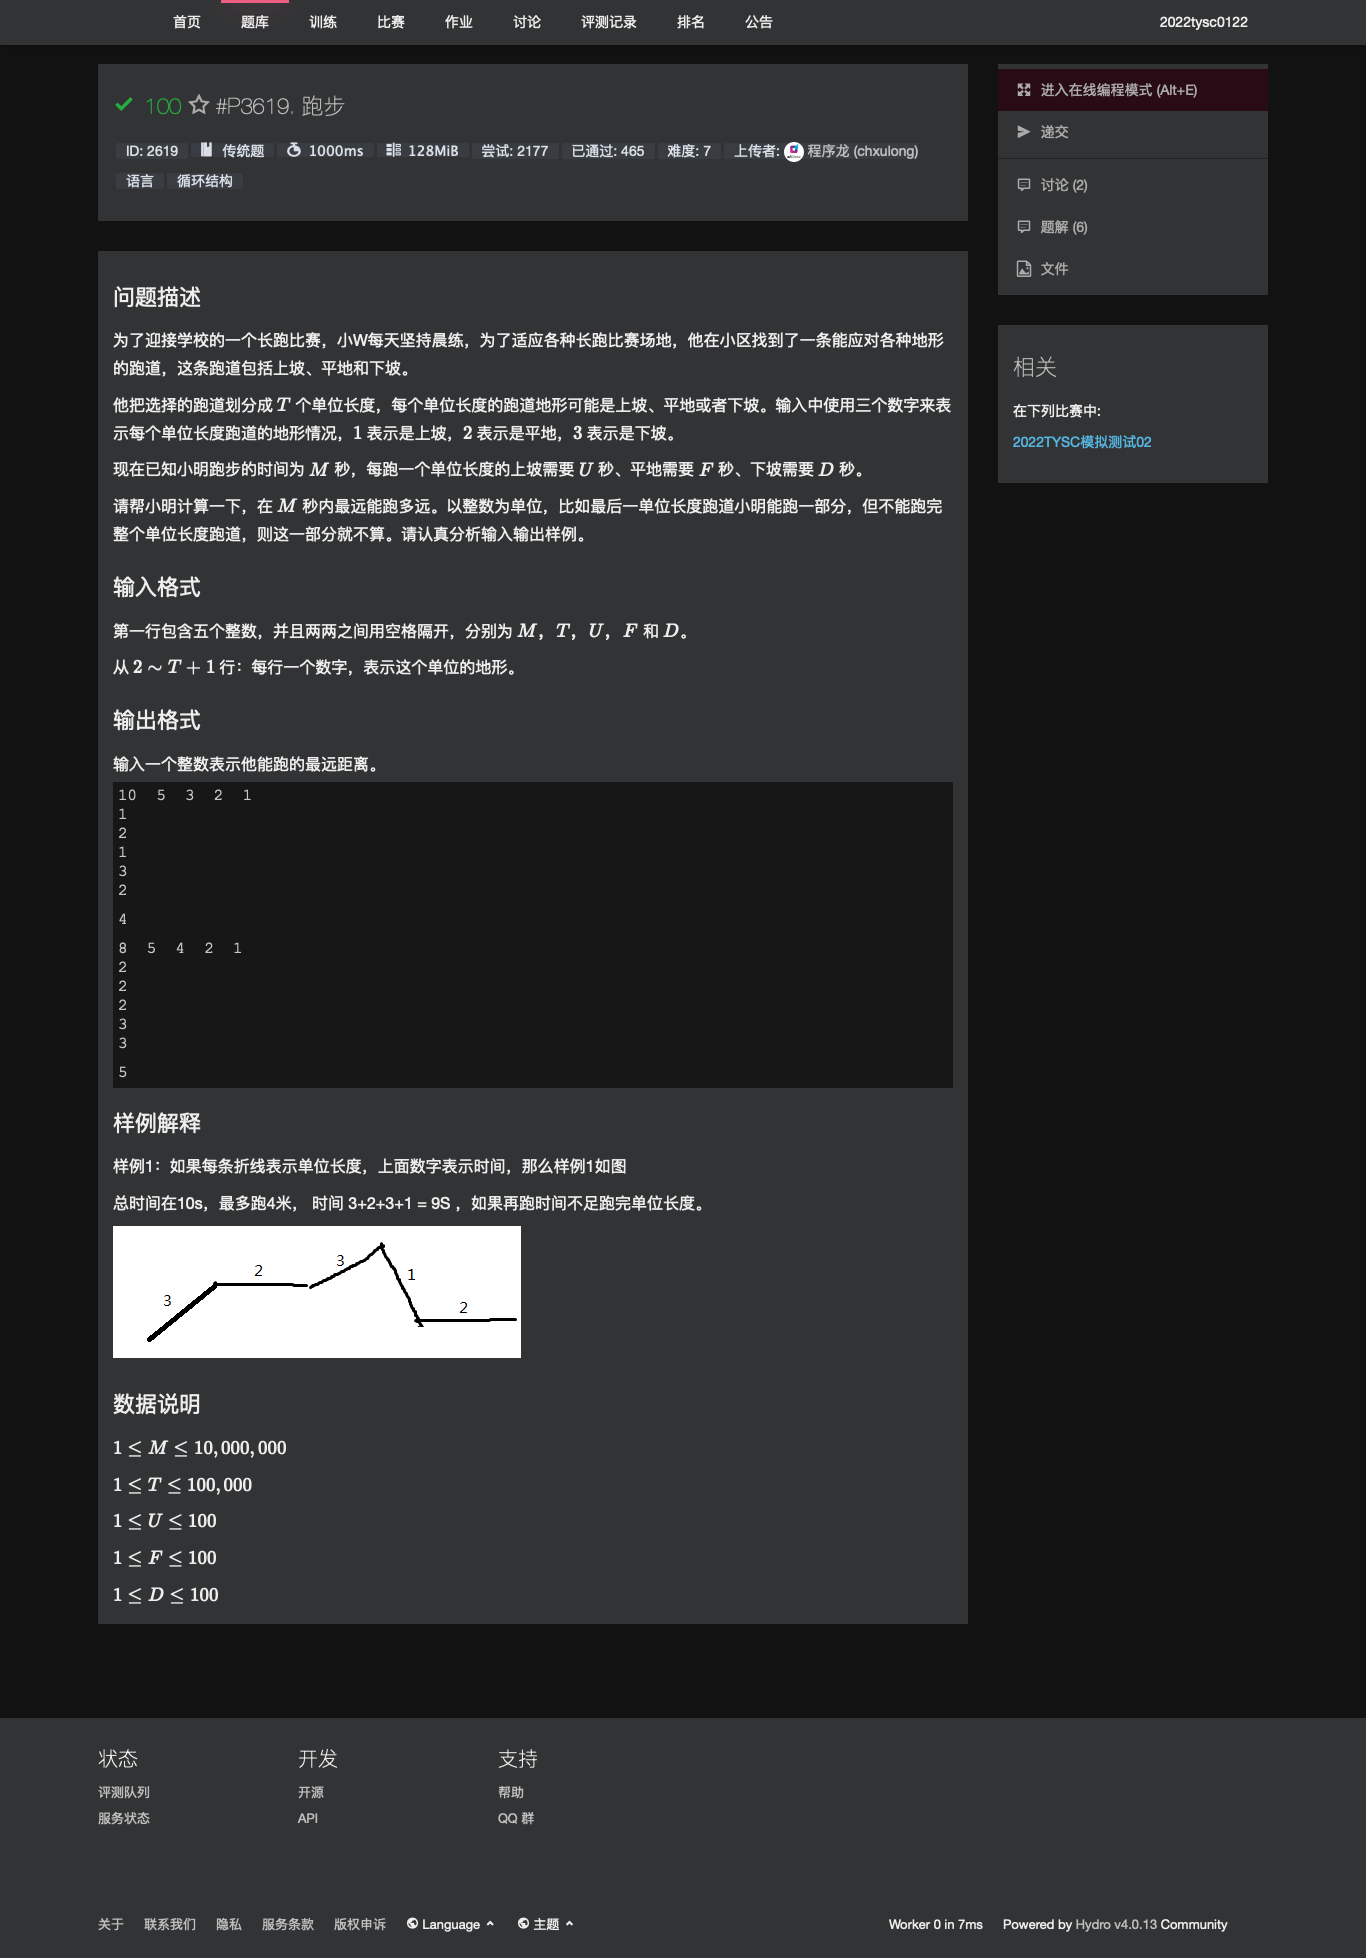 首页 题库 训练 比赛 作业 讨论 评测记录 排名 公告 2022tysc0122
100 #P3619. 跑步
ID: 2619 传统题 1000ms 128MiB 尝试: 2177 已通过: 465 难度: 7 上传者: 程序龙 (chxulong)
语言 循环结构
进入在线编程模式 (Alt+E)
递交
讨论 (2)
题解 (6)
文件
相关
在下列比赛中:
2022TYSC模拟测试02
问题描述
为了迎接学校的一个长跑比赛，小W每天坚持晨练，为了适应各种长跑比赛场地，他在小区找到了一条能应对各种地形
的跑道，这条跑道包括上坡、平地和下坡。
他把选择的跑道划分成 T 个单位长度，每个单位长度的跑道地形可能是上坡、平地或者下坡。输入中使用三个数字来表
示每个单位长度跑道的地形情况，1 表示是上坡，2 表示是平地，3 表示是下坡。
现在已知小明跑步的时间为 M 秒，每跑一个单位长度的上坡需要 U 秒、平地需要 F 秒、下坡需要 D 秒。
请帮小明计算一下，在 M 秒内最远能跑多远。以整数为单位，比如最后一单位长度跑道小明能跑一部分，但不能跑完
整个单位长度跑道，则这一部分就不算。请认真分析输入输出样例。
输入格式
第一行包含五个整数，并且两两之间用空格隔开，分别为 M，T，U，F 和 D。
从 2 ∼ T + 1 行：每行一个数字，表示这个单位的地形。
输出格式
输入一个整数表示他能跑的最远距离。
10 5 3 2 1
1
2
1
3
2
4
8 5 4 2 1
2
2
2
3
3
5
样例解释
样例1：如果每条折线表示单位长度，上面数字表示时间，那么样例1如图
总时间在10s，最多跑4米， 时间 3+2+3+1 = 9S ，如果再跑时间不足跑完单位长度。
3 2 3 1 2
数据说明
1 ≤ M ≤ 10,000,000
1 ≤ T ≤ 100,000
1 ≤ U ≤ 100
1 ≤ F ≤ 100
1 ≤ D ≤ 100
状态 开发 支持
评测队列 开源 帮助
服务状态 API QQ 群
关于 联系我们 隐私 服务条款 版权申诉 Language 主题 Worker 0 in 7ms Powered by Hydro v4.0.13 Community